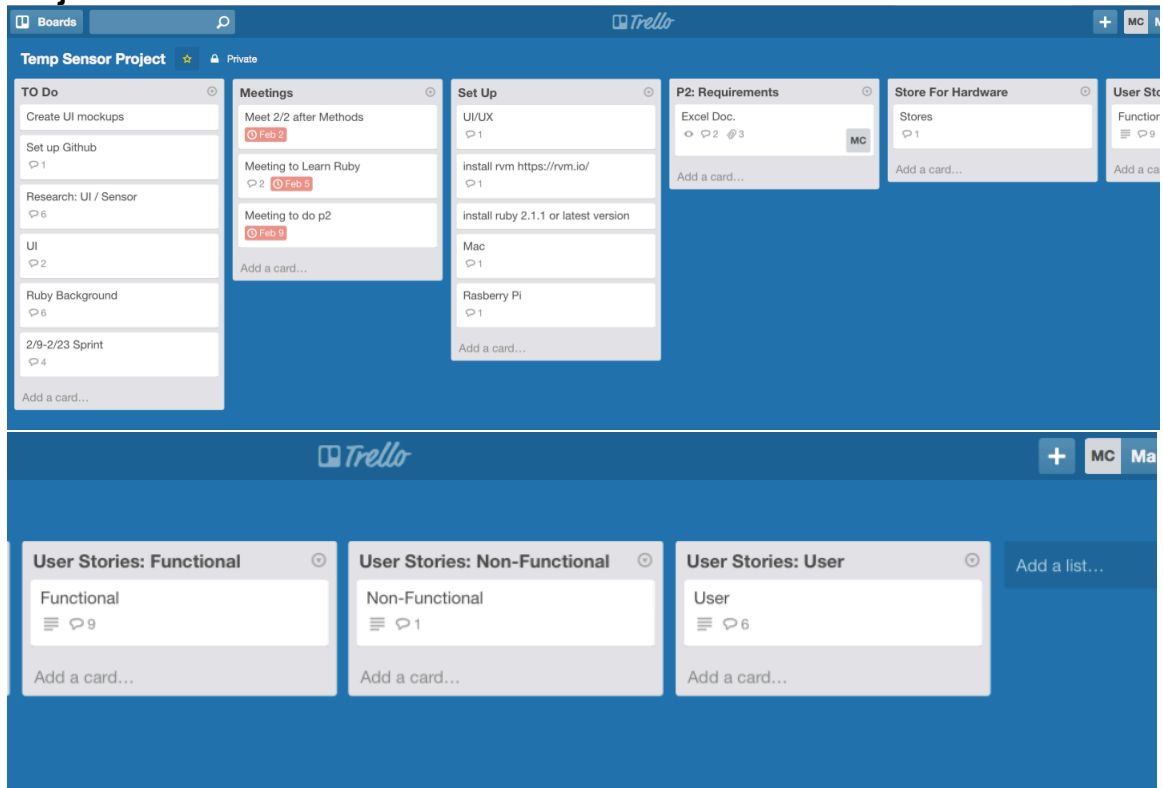 Boards
Trello
+
MC
Temp Sensor Project
Private
TO Do
Create UI mockups
Set up Github
1
Research: UI / Sensor
6
UI
2
Ruby Background
6
2/9-2/23 Sprint
4
Add a card...
Meetings
Meet 2/2 after Methods
Feb 2
Meeting to Learn Ruby
2 Feb 5
Meeting to do p2
Feb 9
Add a card...
Set Up
UI/UX
1
install rvm https://rvm.io/
1
install ruby 2.1.1 or latest version
Mac
1
Rasberry Pi
1
Add a card...
P2: Requirements
Excel Doc.
2 3
MC
Add a card...
Store For Hardware
Stores
1
Add a card...
User Sto
Function
9
Add a ca
Trello
+
MC Ma
User Stories: Functional
Functional
9
Add a card...
User Stories: Non-Functional
Non-Functional
1
Add a card...
User Stories: User
User
6
Add a card...
Add a list...